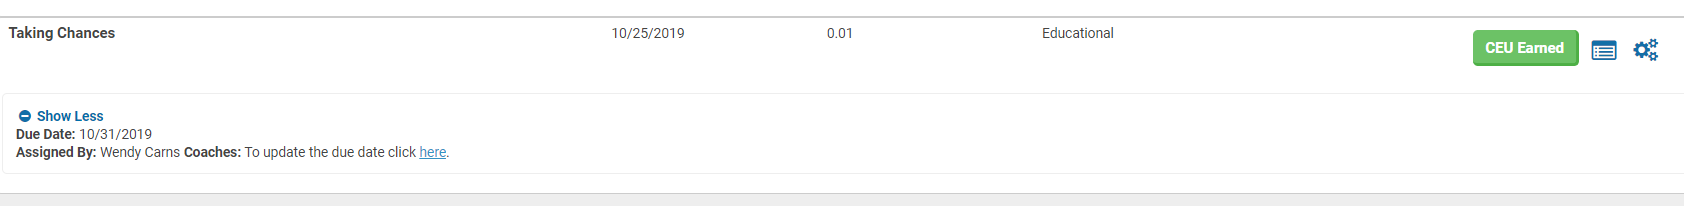 Taking Chances 10/25/2019 0.01 Educational CEU Earned
Show Less
Due Date: 10/31/2019
Assigned By: Wendy Carns Coaches: To update the due date click here.